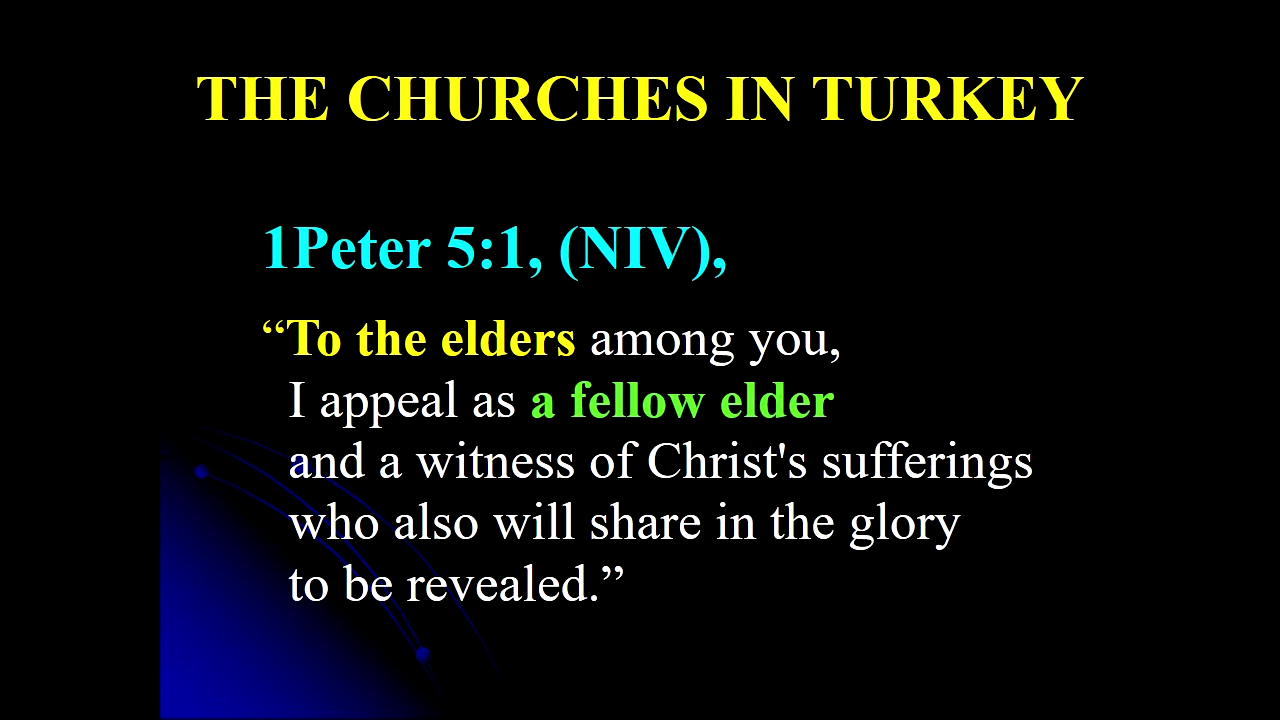 THE CHURCHES IN TURKEY
1Peter 5:1, (NIV),
“To the elders among you,
I appeal as a fellow elder
and a witness of Christ's sufferings
who also will share in the glory
to be revealed.”